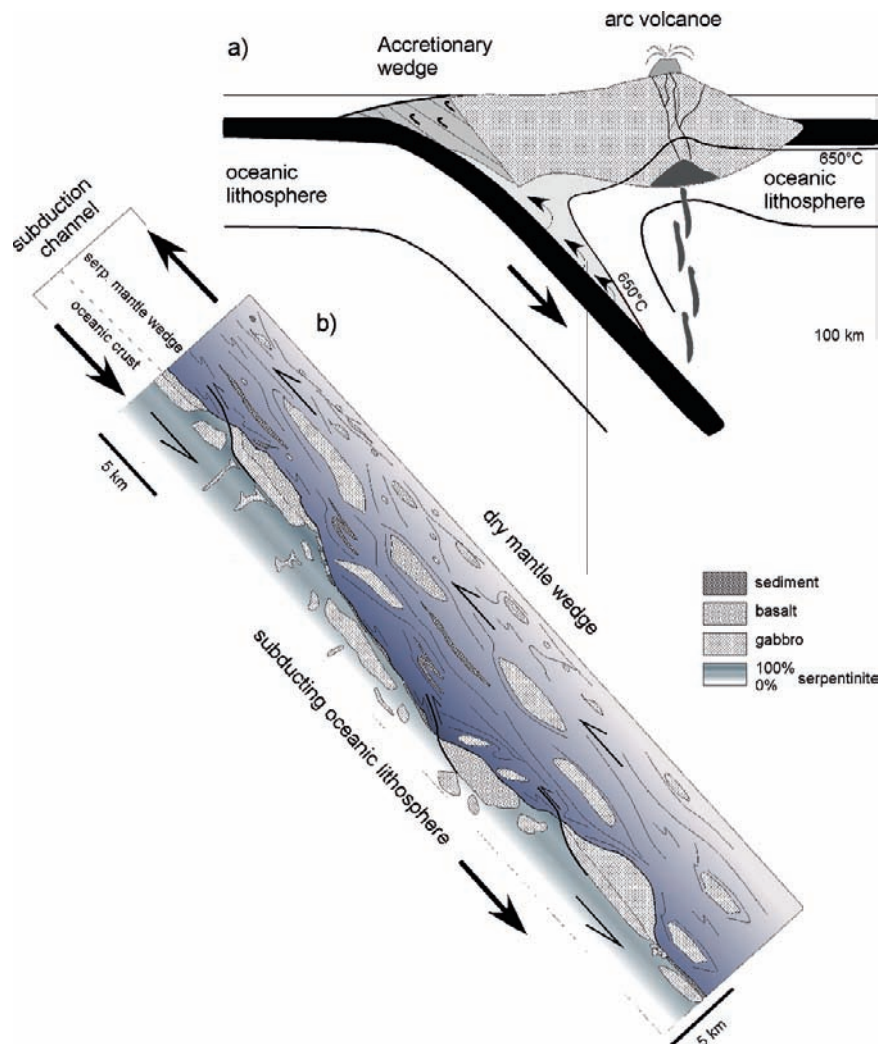 arc volcanoe
a)
Accretionary
wedge
650°C
oceanic
lithosphere
oceanic
lithosphere
650°C
100 km
subduction
channel
serp. mantle wedge
oceanic crust
b)
5 km
dry mantle wedge
subducting oceanic lithosphere
sediment
basalt
gabbro
100%
0%
serpentinite
5 km